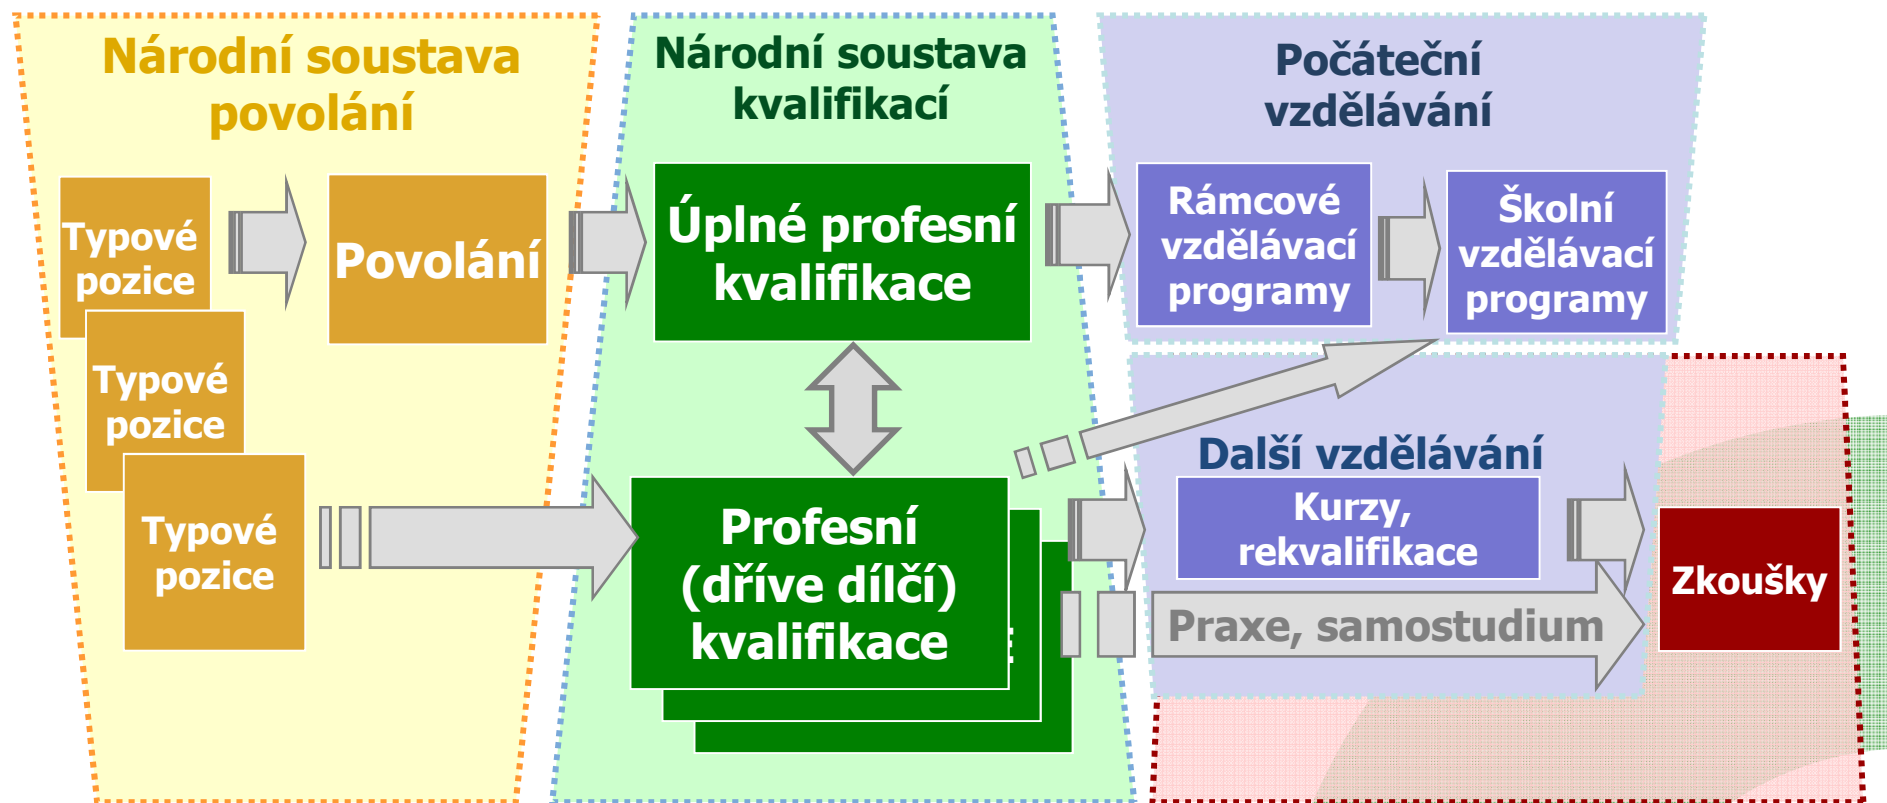 Národní soustava
povolání
Typové
pozice
Povolání
Typové
pozice
Typové
pozice
Národní soustava
kvalifikací
Úplné profesní
kvalifikace
Profesní
(dříve dílčí)
kvalifikace
Počáteční
vzdělávání
Rámcové
vzdělávací
programy
Školní
vzdělávací
programy
Další vzdělávání
Kurzy,
rekvalifikace
Praxe, samostudium
Zkoušky